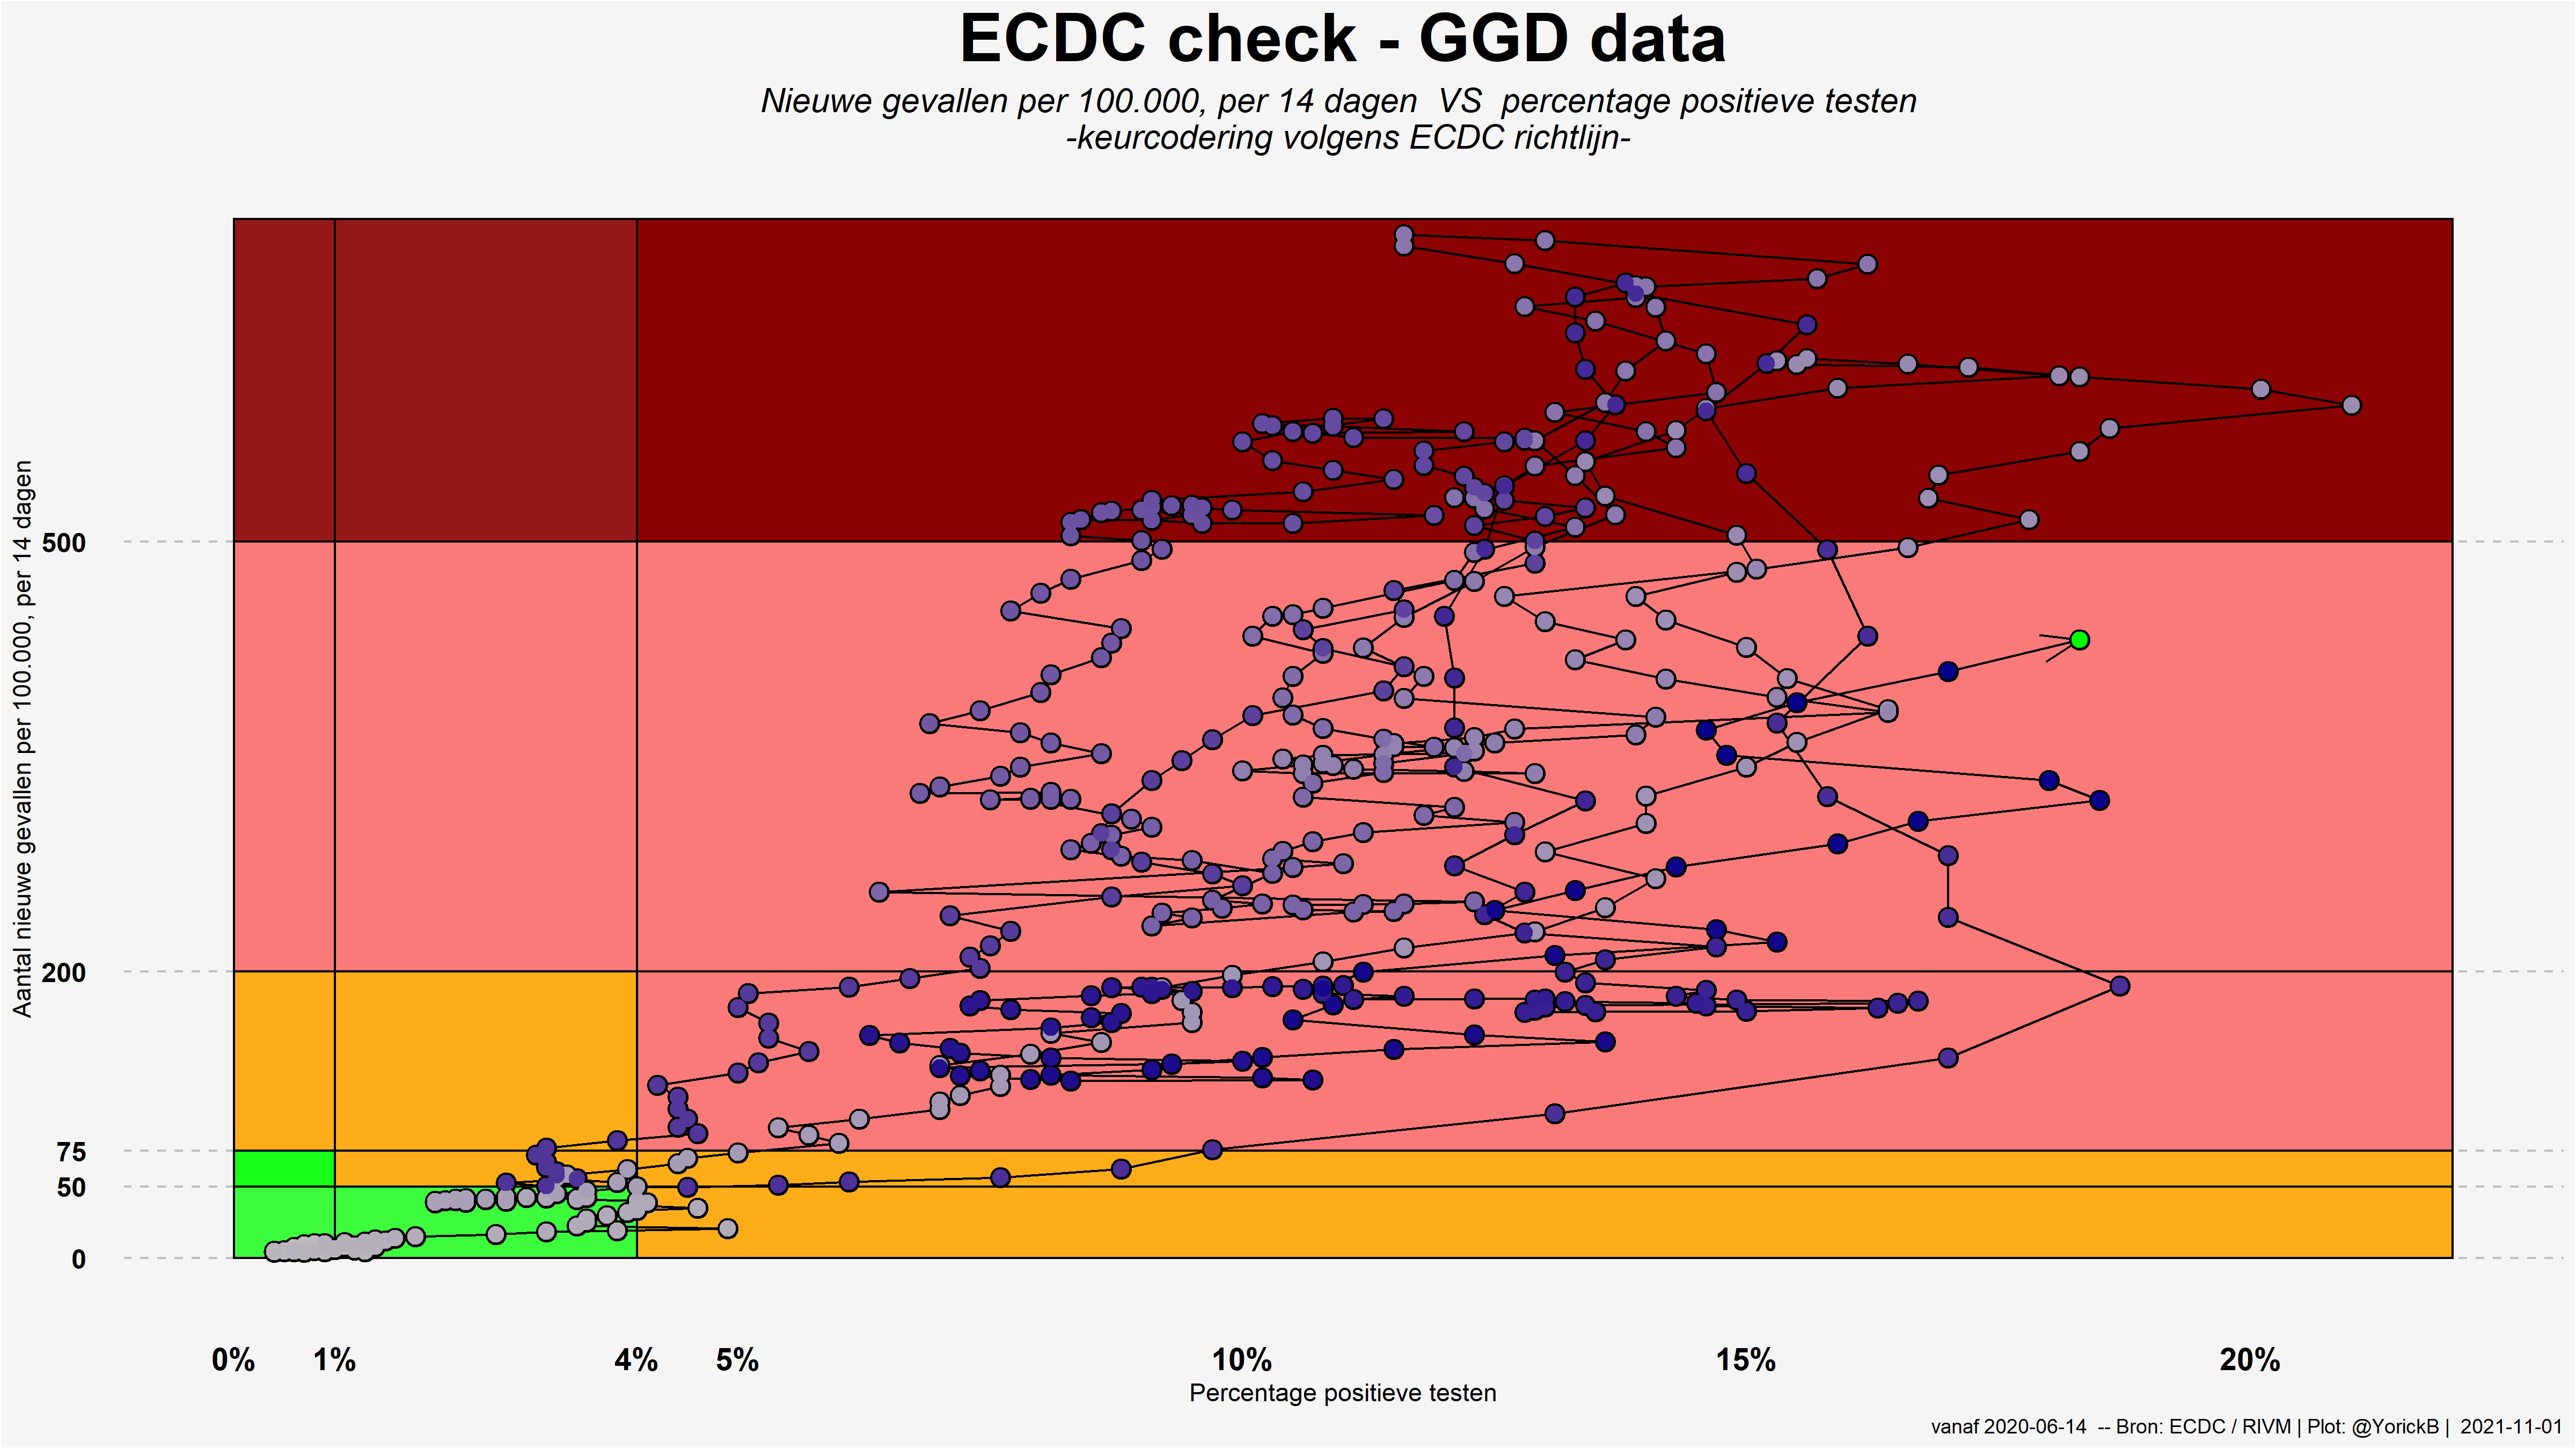 ECDC check - GGD data
Nieuwe gevallen per 100.000, per 14 dagen  VS  percentage positieve testen
-keurcodering volgens ECDC richtlijn-
Aantal nieuwe gevallen per 100.000, per 14 dagen
500
200
75
50
0
0%
1%
4%
5%
10%
15%
20%
Percentage positieve testen
vanaf 2020-06-14  -- Bron: ECDC / RIVM | Plot: @YorickB |  2021-11-01